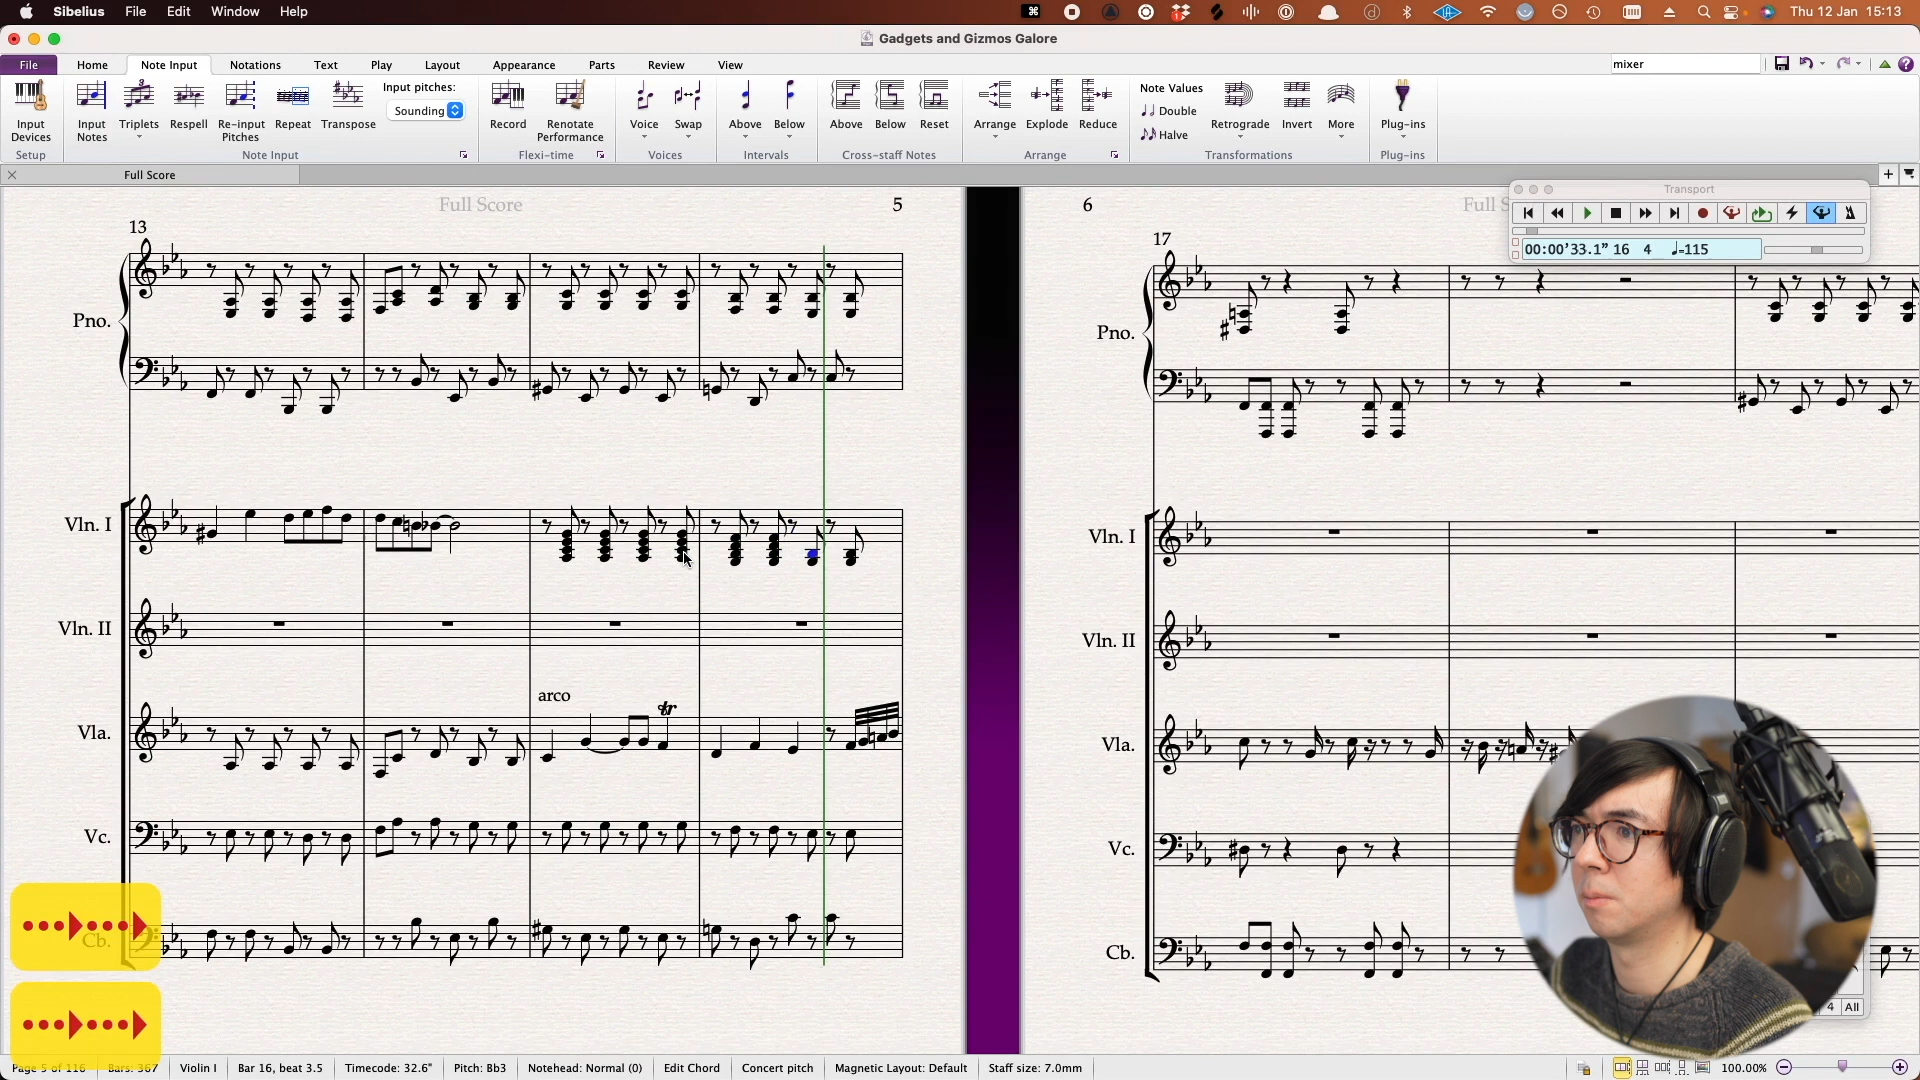 Sibelius File Edit Window Help Thu 12 Jan 15:13
Gadgets and Gizmos Galore
File Home Note Input Notations Text Play Layout Appearance Parts Review View mixer
Input Devices Input Notes Triplets Respell Re-input Pitches Repeat Transpose Input pitches: Sounding
Record Renotate Performance Voice Swap Above Below Above Below Reset Arrange Explode Reduce
Note Values Double Halve Retrograde Invert More Plug-ins
Setup Note Input Flexi-time Voices Intervals Cross-staff Notes Arrange Transformations Plug-ins
Full Score
Transport
00:00'33.1" 16 4 ♩=115
Full Score 5
13
Pno.
Vln. I
Vln. II
arco
tr
Vla.
Vc.
Cb.
6 Full S
17
Pno.
Vln. I
Vln. II
Vla.
Vc.
Cb.
4 All
Page 5 of 116 Bars: 367 Violin I Bar 16, beat 3.5 Timecode: 32.6" Pitch: Bb3 Notehead: Normal (0) Edit Chord Concert pitch Magnetic Layout: Default Staff size: 7.0mm 100.00%